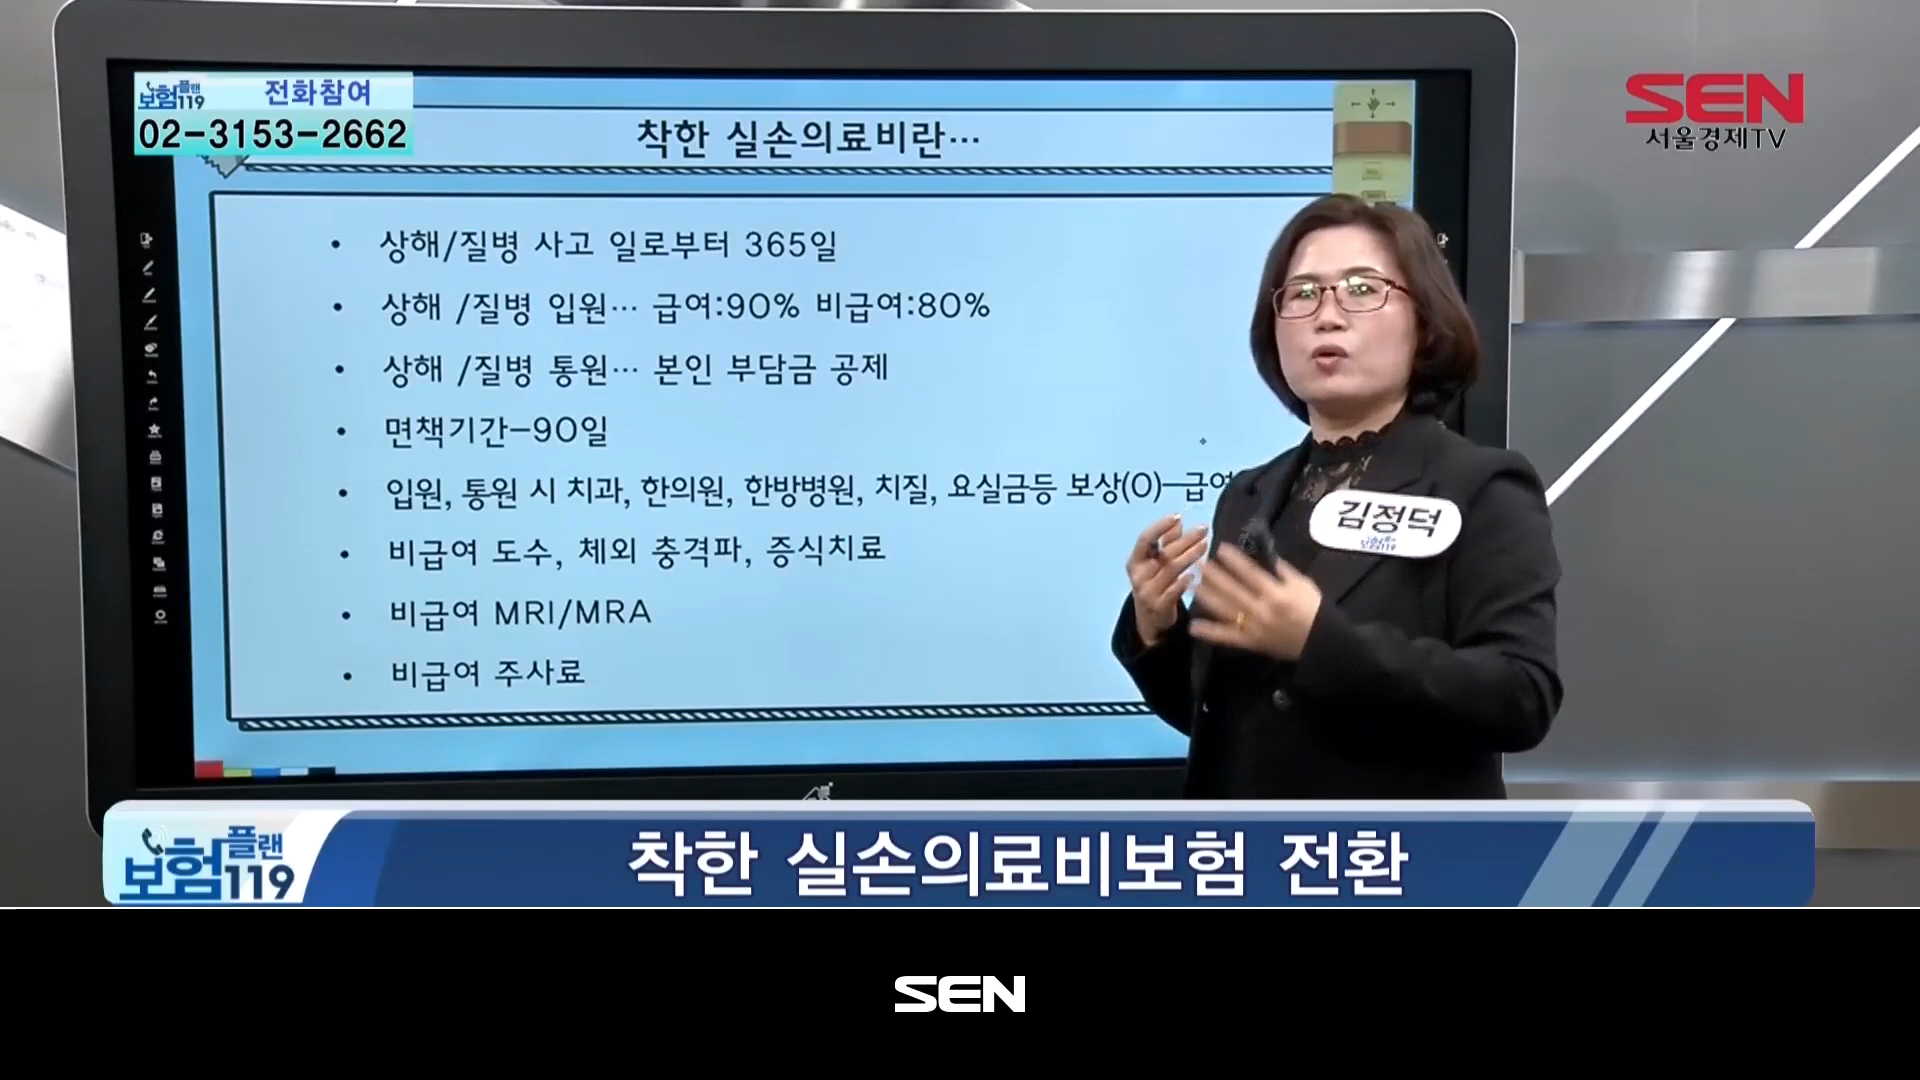 보험플랜119 전화참여
02-3153-2662
SEN
서울경제TV
착한 실손의료비란…
• 상해/질병 사고 일로부터 365일
• 상해 /질병 입원… 급여:90% 비급여:80%
• 상해 /질병 통원… 본인 부담금 공제
• 면책기간-90일
• 입원, 통원 시 치과, 한의원, 한방병원, 치질, 요실금등 보상(O)-급여
• 비급여 도수, 체외 충격파, 증식치료
• 비급여 MRI/MRA
• 비급여 주사료
김정덕
보험플랜119
보험플랜119
착한 실손의료비보험 전환
SEN